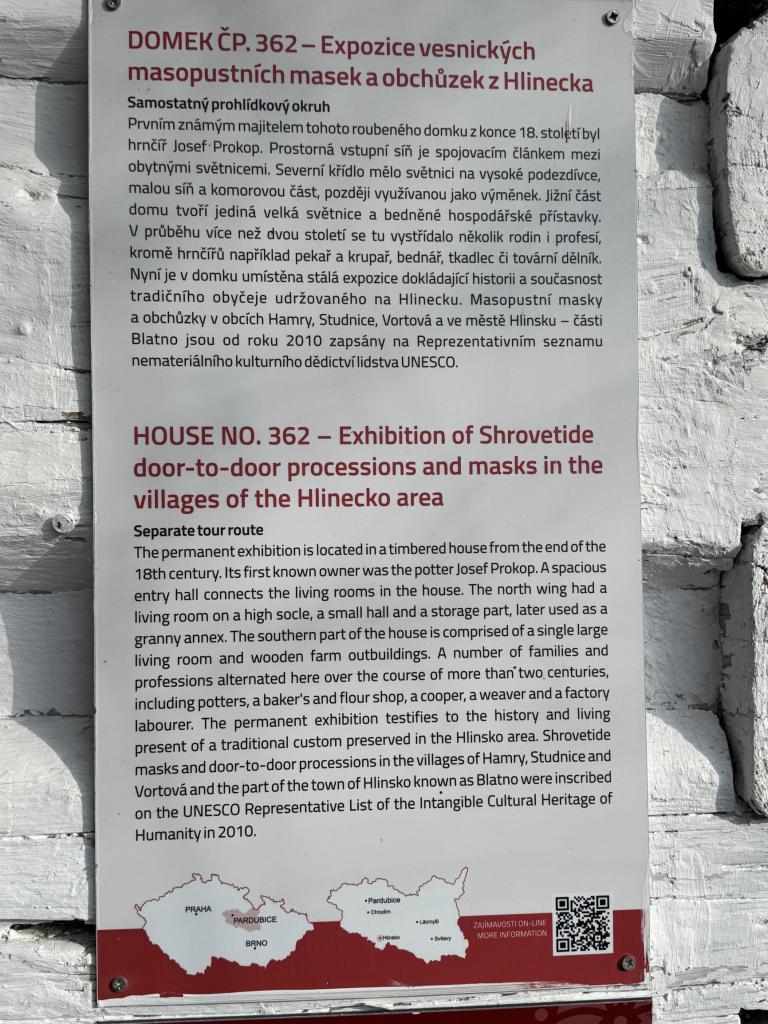 DOMEK ČP. 362 – Expozice vesnických
masopustních masek a obchůzek z Hlinecka
Samostatný prohlídkový okruh
Prvním známým majitelem tohoto roubeného domku z konce 18. století byl
hrnčíř Josef Prokop. Prostorná vstupní síň je spojovacím článkem mezi
obytnými světnicemi. Severní křídlo mělo světnici na vysoké podezdívce,
malou síň a komorovou část, později využívanou jako výměnek. Jižní část
domu tvoří jediná velká světnice a bedněné hospodářské přístavky.
V průběhu více než dvou století se tu vystřídalo několik rodin i profesí,
kromě hrnčířů například pekař a krupař, bednář, tkadlec či tovární dělník.
Nyní je v domku umístěna stálá expozice dokládající historii a současnost
tradičního obyčeje udržovaného na Hlinecku. Masopustní masky
a obchůzky v obcích Hamry, Studnice, Vortová a ve městě Hlinsku – části
Blatno jsou od roku 2010 zapsány na Reprezentativním seznamu
nemateriálního kulturního dědictví lidstva UNESCO.
HOUSE NO. 362 – Exhibition of Shrovetide
door-to-door processions and masks in the
villages of the Hlinecko area
Separate tour route
The permanent exhibition is located in a timbered house from the end of the
18th century. Its first known owner was the potter Josef Prokop. A spacious
entry hall connects the living rooms in the house. The north wing had a
living room on a high socle, a small hall and a storage part, later used as a
granny annex. The southern part of the house is comprised of a single large
living room and wooden farm outbuildings. A number of families and
professions alternated here over the course of more than two centuries,
including potters, a baker's and flour shop, a cooper, a weaver and a factory
labourer. The permanent exhibition testifies to the history and living
present of a traditional custom preserved in the Hlinsko area. Shrovetide
masks and door-to-door processions in the villages of Hamry, Studnice and
Vortová and the part of the town of Hlinsko known as Blatno were inscribed
on the UNESCO Representative List of the Intangible Cultural Heritage of
Humanity in 2010.
PRAHA
PARDUBICE
BRNO
Pardubice
Chrudim
Litomyšl
Hlinsko
Svitavy
ZAJÍMAVOSTI ON-LINE
MORE INFORMATION